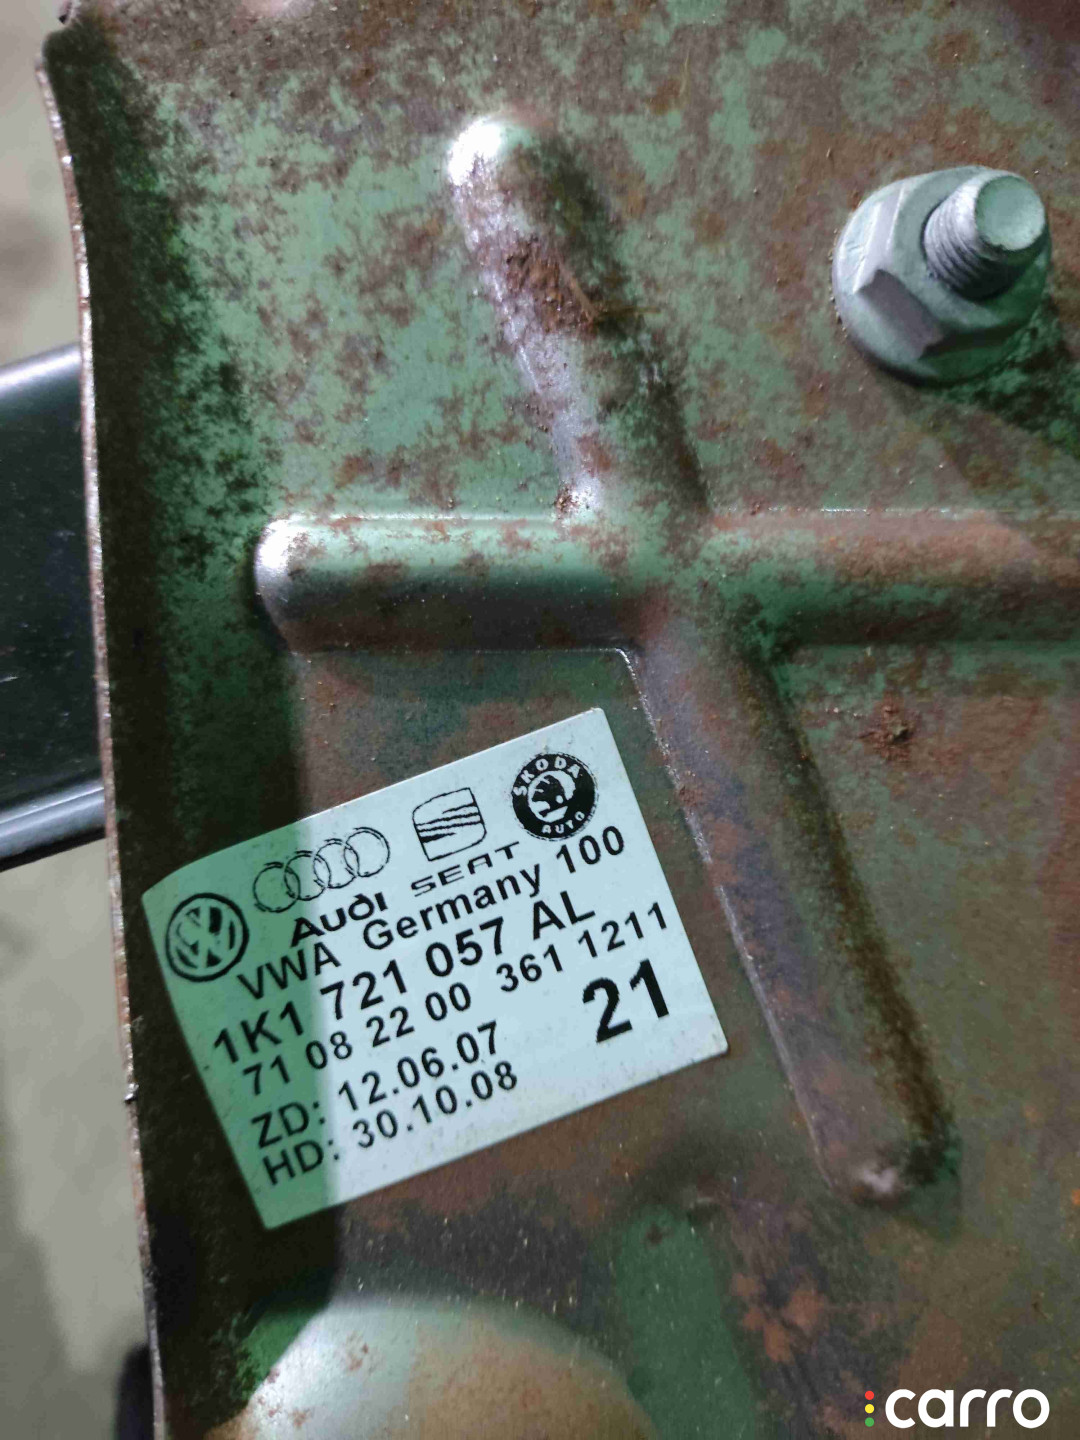 AUDI
SEAT
ŠKODA
AUTO
VWA Germany 100
1K1 721 057 AL
71 08 22 00 361 1211
ZD: 12.06.07
HD: 30.10.08
21
carro